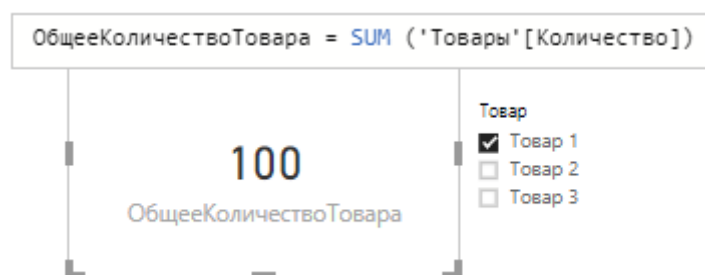 ОбщееКоличествоТовара = SUM ('Товары'[Количество])
100
ОбщееКоличествоТовара
Товар
Товар 1
Товар 2
Товар 3